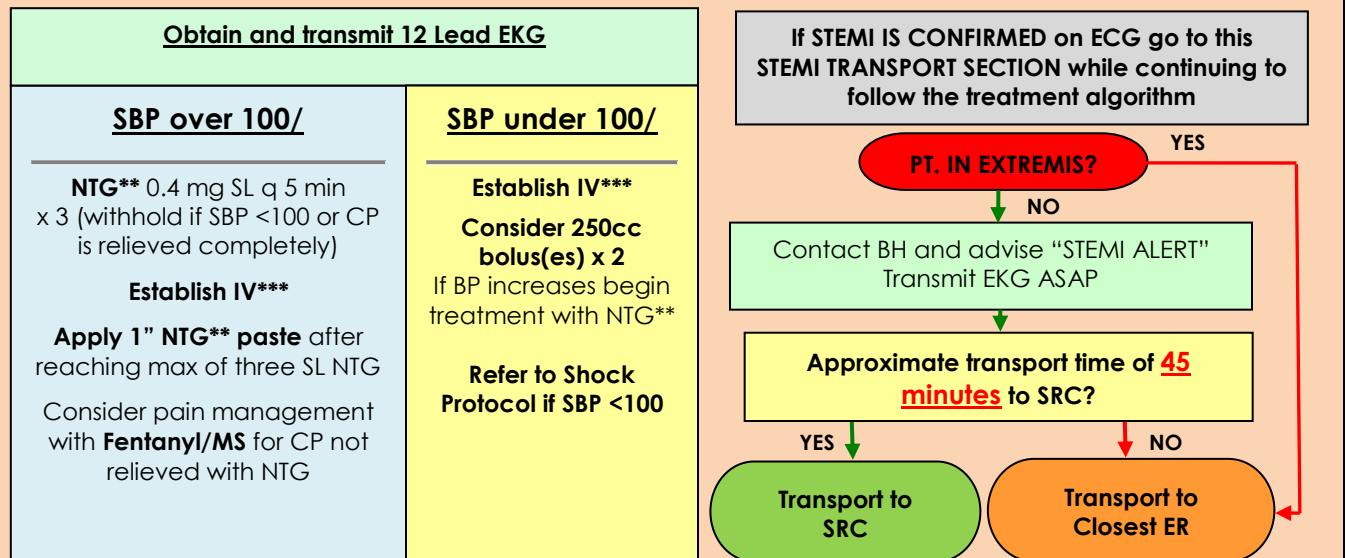 Obtain and transmit 12 Lead EKG
SBP over 100/
NTG** 0.4 mg SL q 5 min
x 3 (withhold if SBP <100 or CP
is relieved completely)
Establish IV***
Apply 1” NTG** paste after
reaching max of three SL NTG
Consider pain management
with Fentanyl/MS for CP not
relieved with NTG
SBP under 100/
Establish IV***
Consider 250cc
bolus(es) x 2
If BP increases begin
treatment with NTG**
Refer to Shock
Protocol if SBP <100
If STEMI IS CONFIRMED on ECG go to this
STEMI TRANSPORT SECTION while continuing to
follow the treatment algorithm
PT. IN EXTREMIS?
YES
NO
Contact BH and advise “STEMI ALERT”
Transmit EKG ASAP
Approximate transport time of 45
minutes to SRC?
YES
NO
Transport to
SRC
Transport to
Closest ER